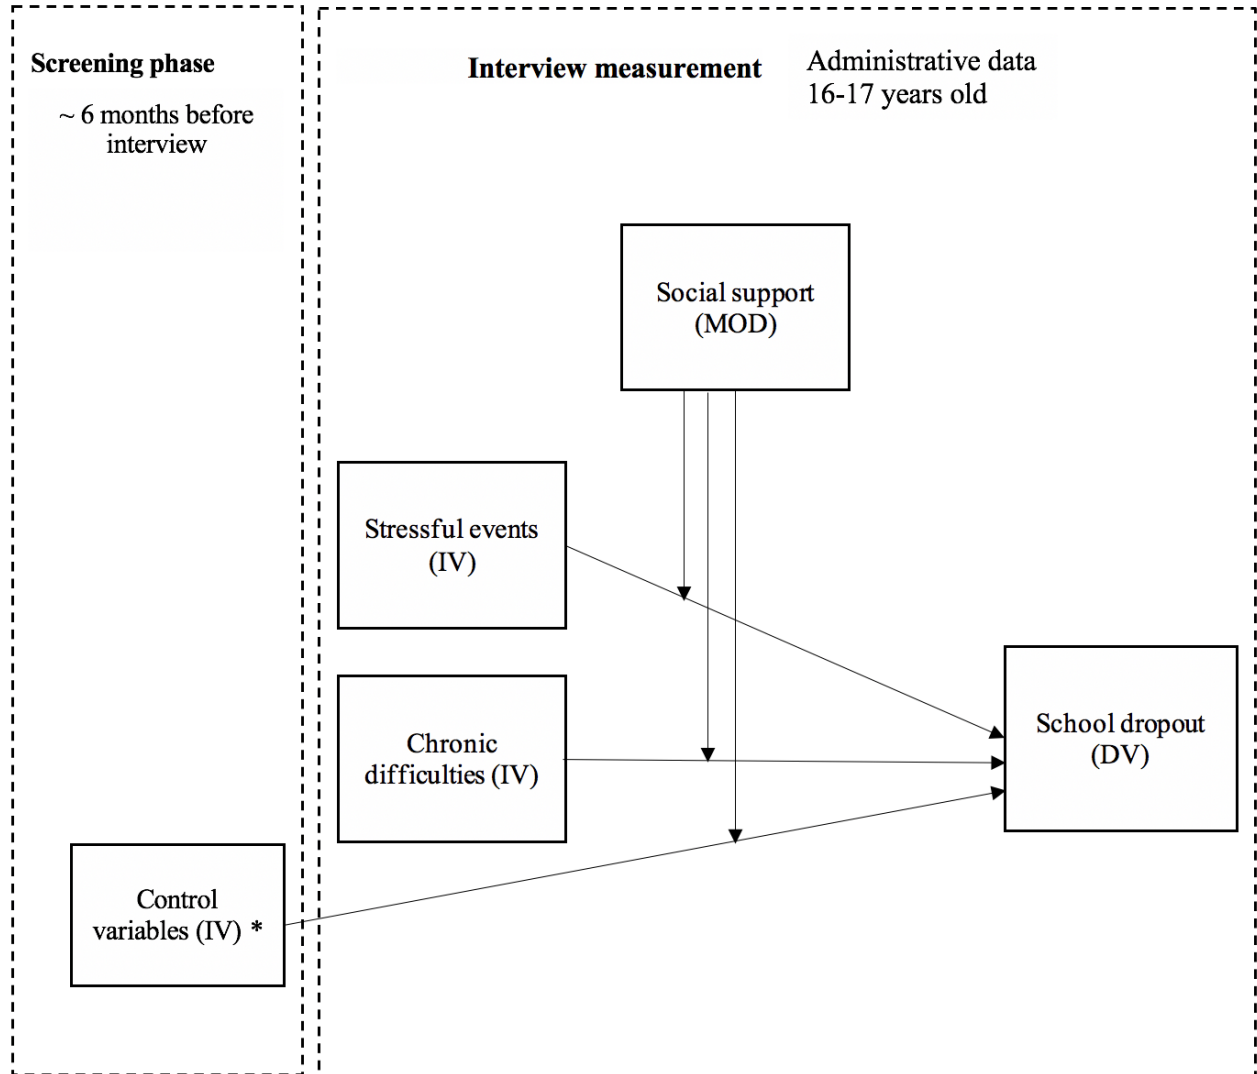 Screening phase
~ 6 months before
interview
Interview measurement
Administrative data
16-17 years old
Social support
(MOD)
Stressful events
(IV)
Chronic
difficulties (IV)
School dropout
(DV)
Control
variables (IV) *